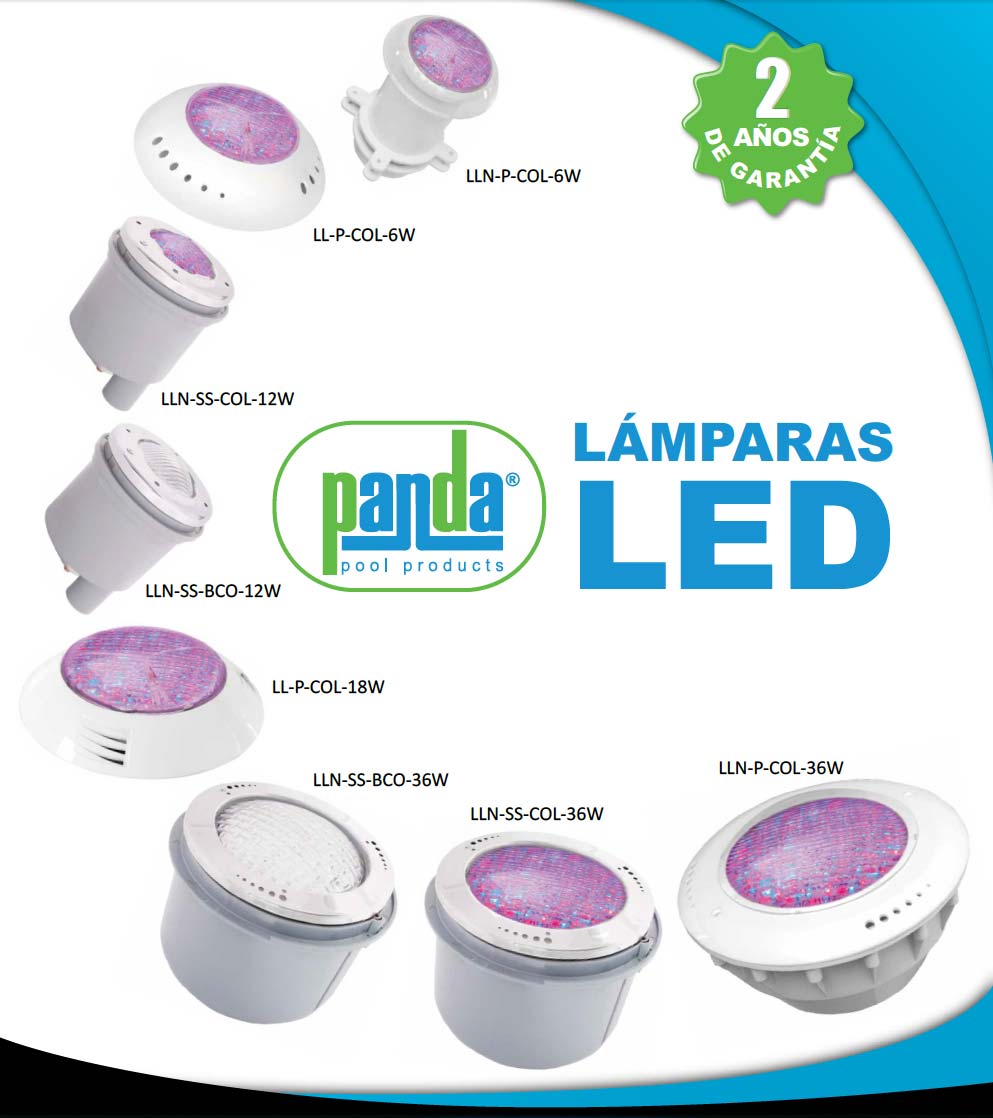 2
AÑOS
DE GARANTÍA
LLN-P-COL-6W
LL-P-COL-6W
LLN-SS-COL-12W
panda®
pool products
LÁMPARAS
LED
LLN-SS-BCO-12W
LL-P-COL-18W
LLN-SS-BCO-36W
LLN-SS-COL-36W
LLN-P-COL-36W